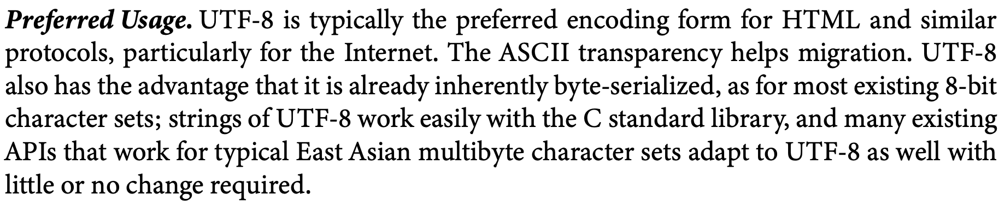 Preferred Usage. UTF-8 is typically the preferred encoding form for HTML and similar
protocols, particularly for the Internet. The ASCII transparency helps migration. UTF-8
also has the advantage that it is already inherently byte-serialized, as for most existing 8-bit
character sets; strings of UTF-8 work easily with the C standard library, and many existing
APIs that work for typical East Asian multibyte character sets adapt to UTF-8 as well with
little or no change required.